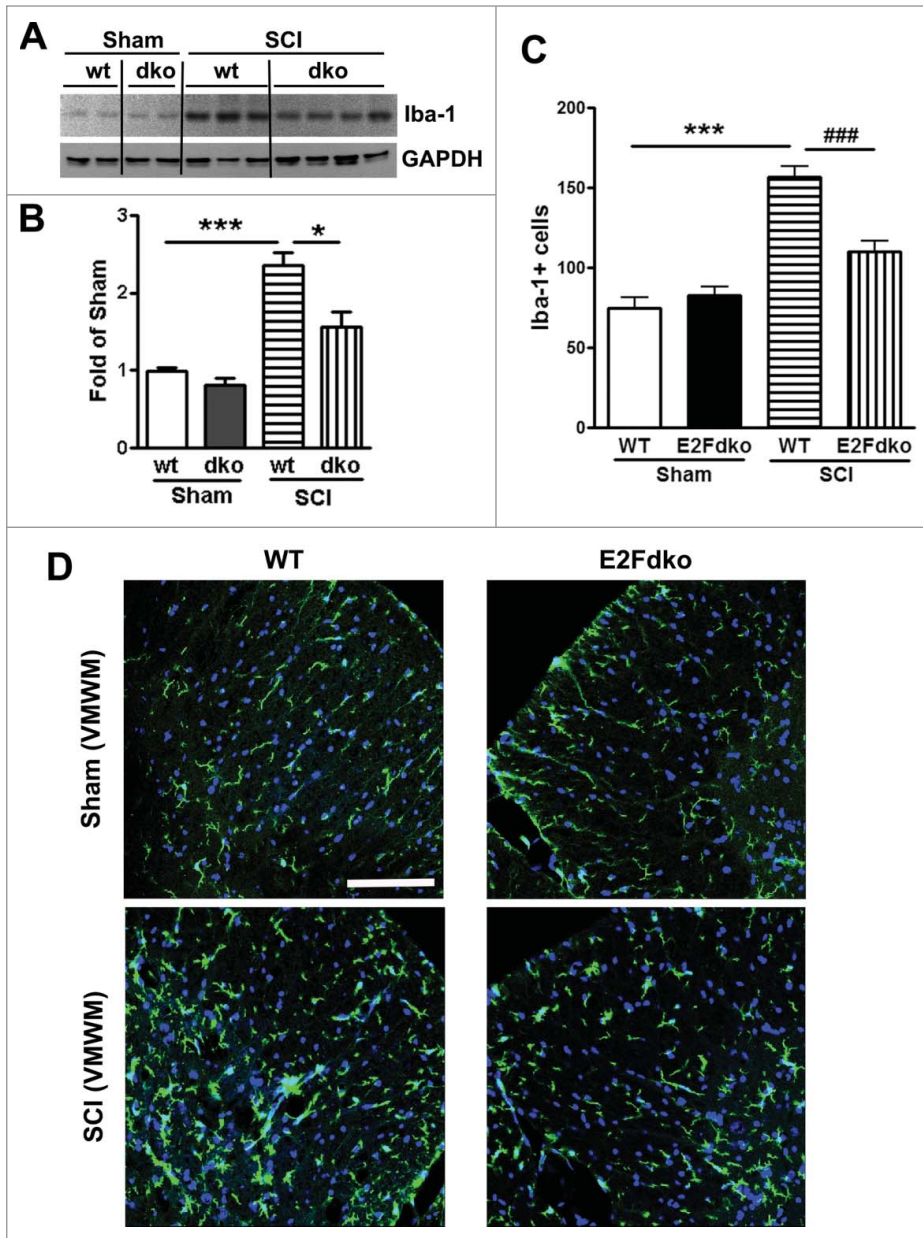 A
Sham SCI
wt dko wt dko
Iba-1
GAPDH
B
Fold of Sham
3
2
1
0
*** *
wt dko wt dko
Sham SCI
C
Iba-1+ cells
200
150
100
50
0
*** ###
WT E2Fdko WT E2Fdko
Sham SCI
D
WT E2Fdko
Sham (VMWM)
SCI (VMWM)